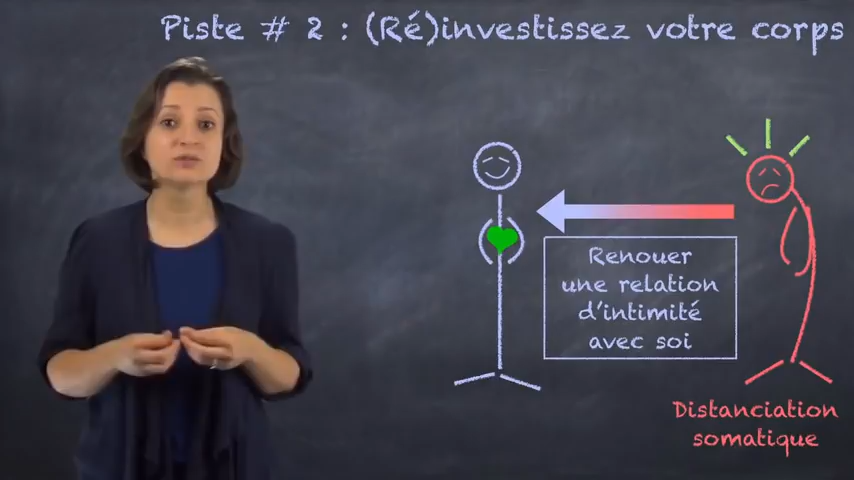 Piste # 2 : (Ré)investissez votre corps
Renouer
une relation
d'intimité
avec soi
Distanciation
somatique